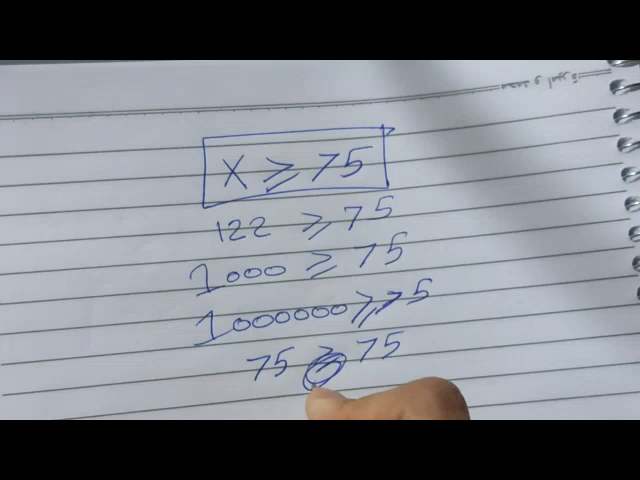 x ≥ 75
122 ≥ 75
1000 ≥ 75
1000000 ≥ 75
75 ≥ 75